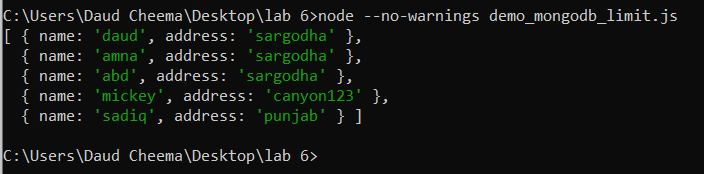 C:\Users\Daud Cheema\Desktop\lab 6>node --no-warnings demo_mongodb_limit.js
[ { name: 'daud', address: 'sargodha' },
  { name: 'amna', address: 'sargodha' },
  { name: 'abd', address: 'sargodha' },
  { name: 'mickey', address: 'canyon123' },
  { name: 'sadiq', address: 'punjab' } ]
C:\Users\Daud Cheema\Desktop\lab 6>